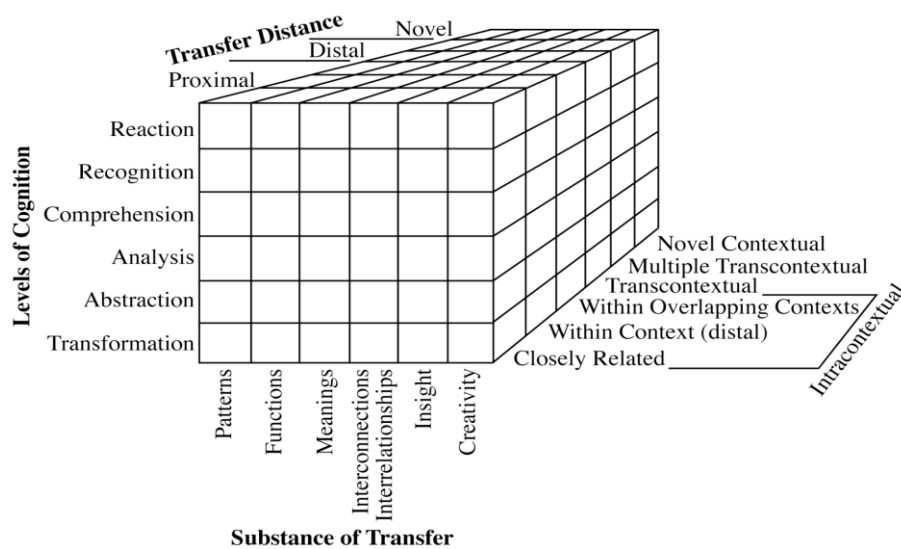 Transfer Distance
Novel
Distal
Proximal
Levels of Cognition
Reaction
Recognition
Comprehension
Analysis
Abstraction
Transformation
Novel Contextual
Multiple Transcontextual
Transcontextual
Within Overlapping Contexts
Within Context (distal)
Closely Related
Intracontextual
Patterns
Functions
Meanings
Interconnections
Interrelationships
Insight
Creativity
Substance of Transfer